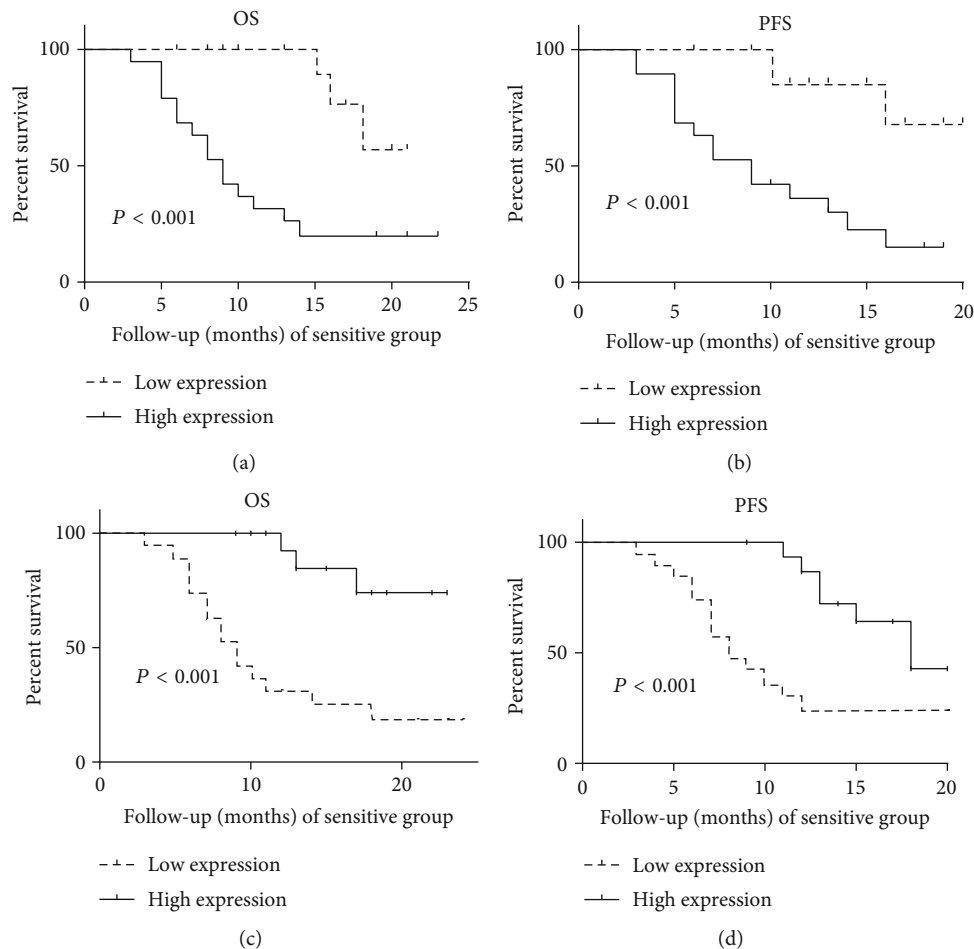 OS
100
50
0
Percent survival
P < 0.001
0 5 10 15 20 25
Follow-up (months) of sensitive group
Low expression
High expression
(a)
PFS
100
50
0
Percent survival
P < 0.001
0 5 10 15 20
Follow-up (months) of sensitive group
Low expression
High expression
(b)
OS
100
50
0
Percent survival
P < 0.001
0 10 20
Follow-up (months) of sensitive group
Low expression
High expression
(c)
PFS
100
50
0
Percent survival
P < 0.001
0 5 10 15 20
Follow-up (months) of sensitive group
Low expression
High expression
(d)